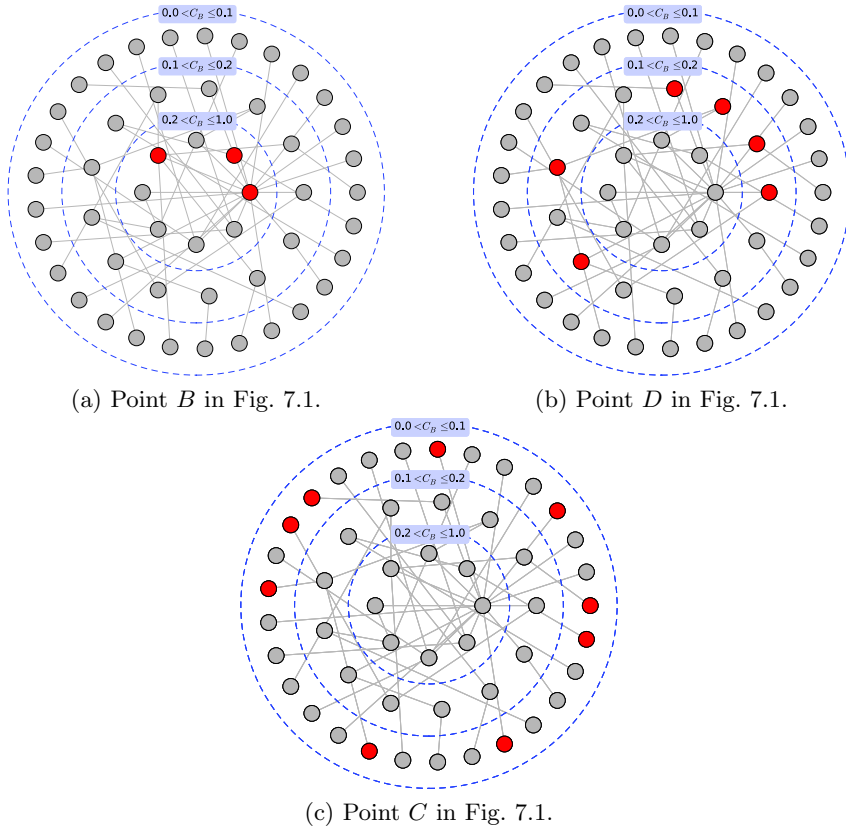 0.0 <C_B ≤0.1
0.1 <C_B ≤0.2
0.2 <C_B ≤1.0
(a) Point B in Fig. 7.1.
0.0 <C_B ≤0.1
0.1 <C_B ≤0.2
0.2 <C_B ≤1.0
(b) Point D in Fig. 7.1.
0.0 <C_B ≤0.1
0.1 <C_B ≤0.2
0.2 <C_B ≤1.0
(c) Point C in Fig. 7.1.